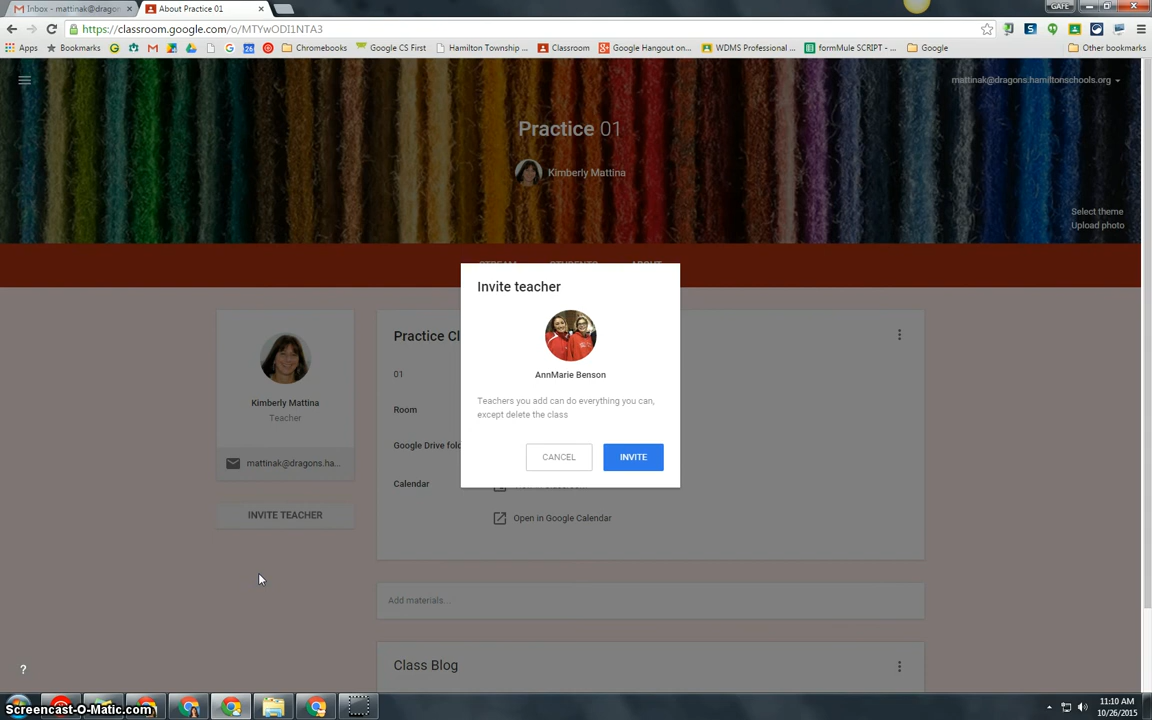 Inbox - mattinak@dragon
About Practice 01
GAFE
https://classroom.google.com/o/MTYwODI1NTA3
Apps
Bookmarks
Chromebooks
Google CS First
Hamilton Township ...
Classroom
Google Hangout on...
WDMS Professional ...
formMule SCRIPT - ...
Google
Other bookmarks
mattinak@dragons.hamiltonschools.org
Practice 01
Kimberly Mattina
Select theme
Upload photo
STREAM STUDENTS ABOUT
Invite teacher
AnnMarie Benson
Teachers you add can do everything you can,
except delete the class
CANCEL INVITE
Kimberly Mattina
Teacher
mattinak@dragons.ha...
INVITE TEACHER
Practice Cl
01
Room
Google Drive fold
Calendar
Open in Google Calendar
Add materials...
Class Blog
?
Screencast-O-Matic.com
11:10 AM
10/26/2015